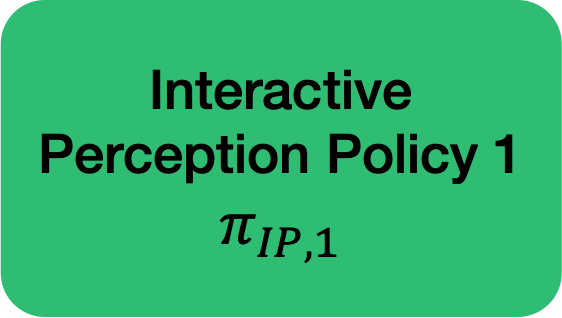 Interactive
Perception Policy 1
π_{IP,1}